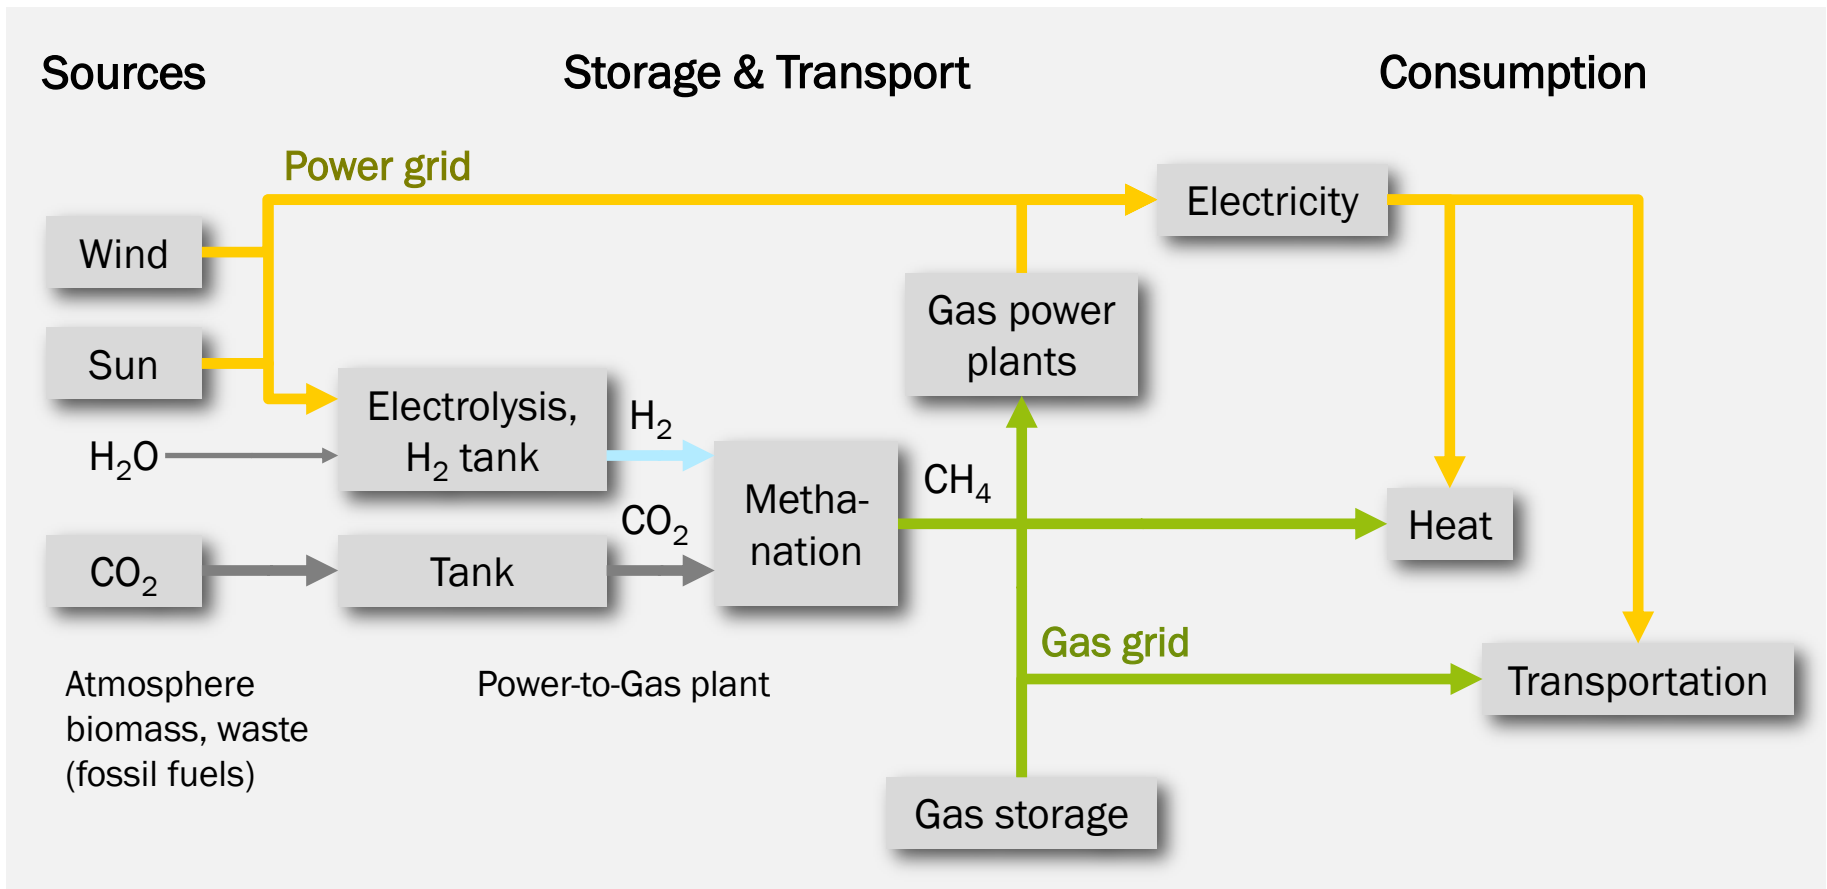 Sources
Storage & Transport
Consumption
Power grid
Electricity
Wind
Gas power
plants
Sun
Electrolysis,
H₂ tank
H₂
H₂O
CH₄
Metha-
nation
CO₂
Heat
CO₂
Tank
Gas grid
Transportation
Atmosphere
biomass, waste
(fossil fuels)
Power-to-Gas plant
Gas storage